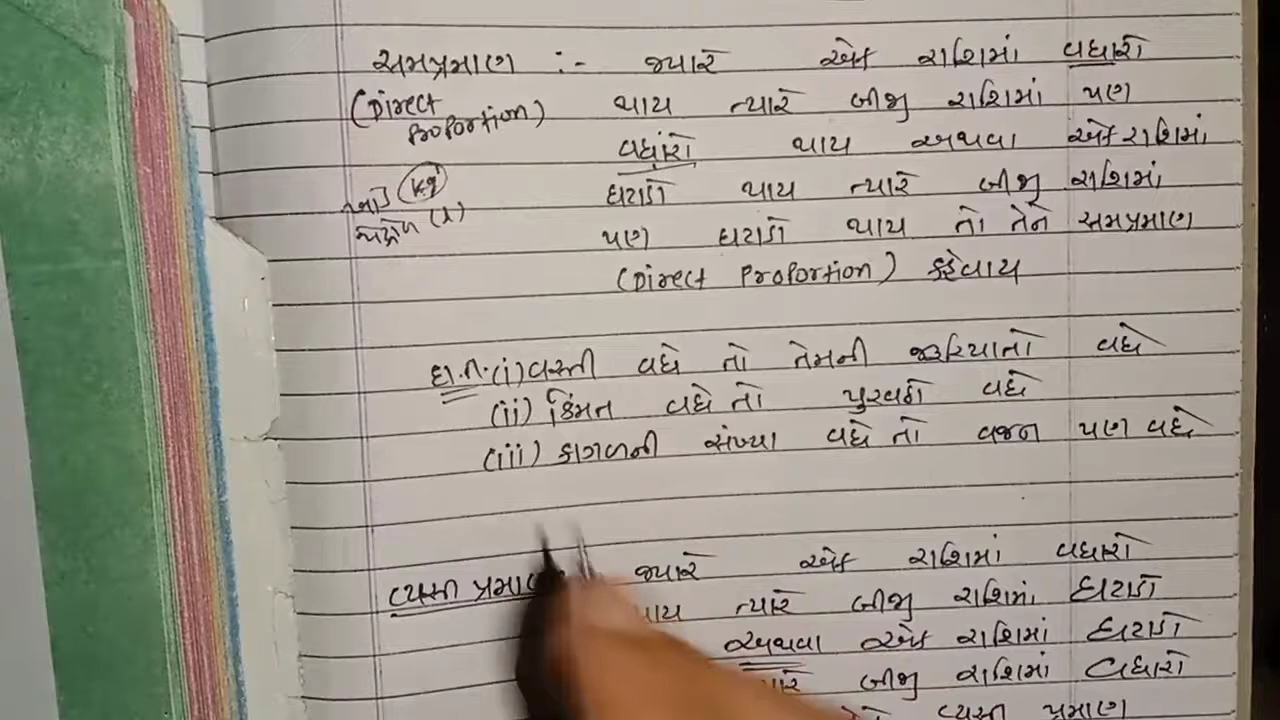 સમપ્રમાણ :- જ્યારે એક રાશિમાં વધારો
(Direct Proportion) થાય ત્યારે બીજી રાશિમાં પણ
વધારો થાય અથવા એક રાશિમાં
ખાંડ (kg) ઘટાડો થાય ત્યારે બીજી રાશિમાં
પેટ્રોલ (l) પણ ઘટાડો થાય તો તેને સમપ્રમાણ
(Direct Proportion) કહેવાય
દા.ત. (i) વસ્તી વધે તો તેમની જરૂરિયાતો વધે
(ii) કિંમત વધે તો પુરવઠો વધે
(iii) કાગળની સંખ્યા વધે તો વજન પણ વધે
વ્યસ્ત પ્રમાણ જ્યારે એક રાશિમાં વધારો
થાય ત્યારે બીજી રાશિમાં ઘટાડો
અથવા એક રાશિમાં ઘટાડો
બીજી રાશિમાં વધારો
વ્યસ્ત પ્રમાણ